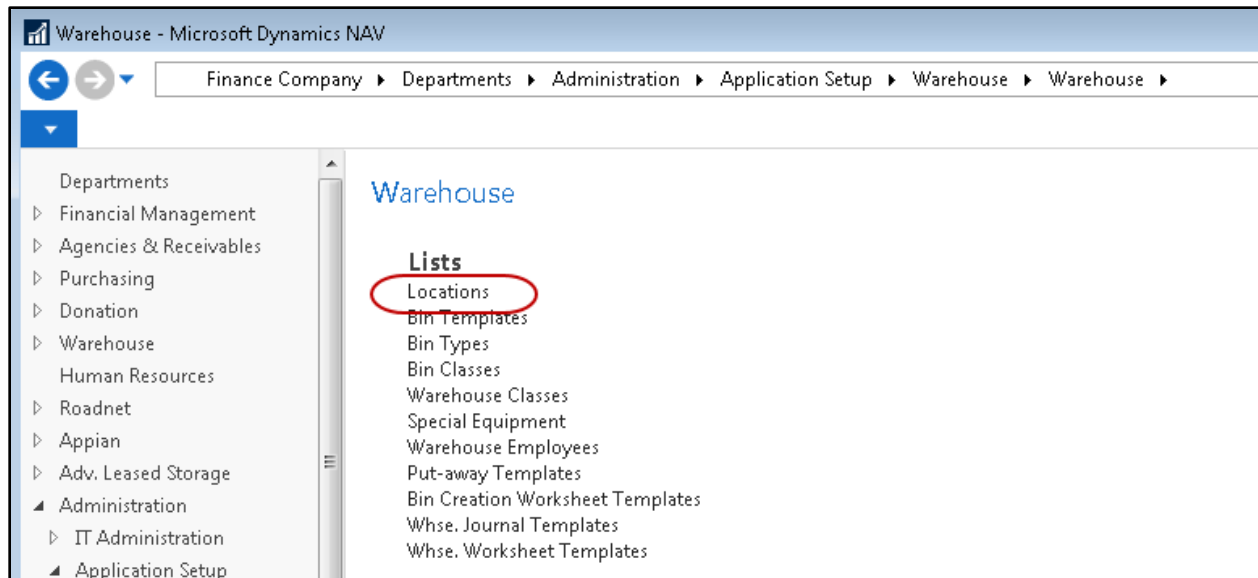 Warehouse - Microsoft Dynamics NAV
Finance Company Departments Administration Application Setup Warehouse Warehouse
Departments
Financial Management
Agencies & Receivables
Purchasing
Donation
Warehouse
Human Resources
Roadnet
Appian
Adv. Leased Storage
Administration
IT Administration
Application Setup
Warehouse
Lists
Locations
Bin Templates
Bin Types
Bin Classes
Warehouse Classes
Special Equipment
Warehouse Employees
Put-away Templates
Bin Creation Worksheet Templates
Whse. Journal Templates
Whse. Worksheet Templates